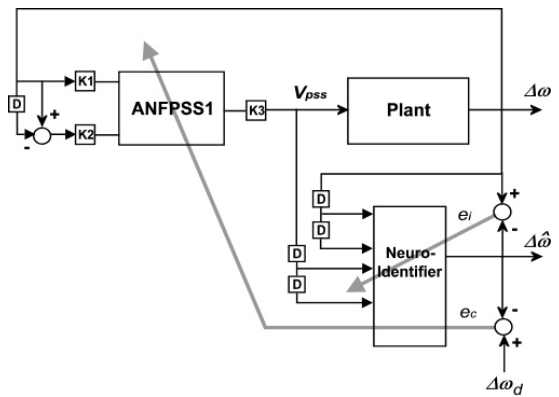 D
K1
K2
+
-
ANFPSS1
K3
Vpss
Plant
Δω
D
D
D
D
Neuro-
Identifier
ei
+
-
Δω̂
ec
-
+
Δωd